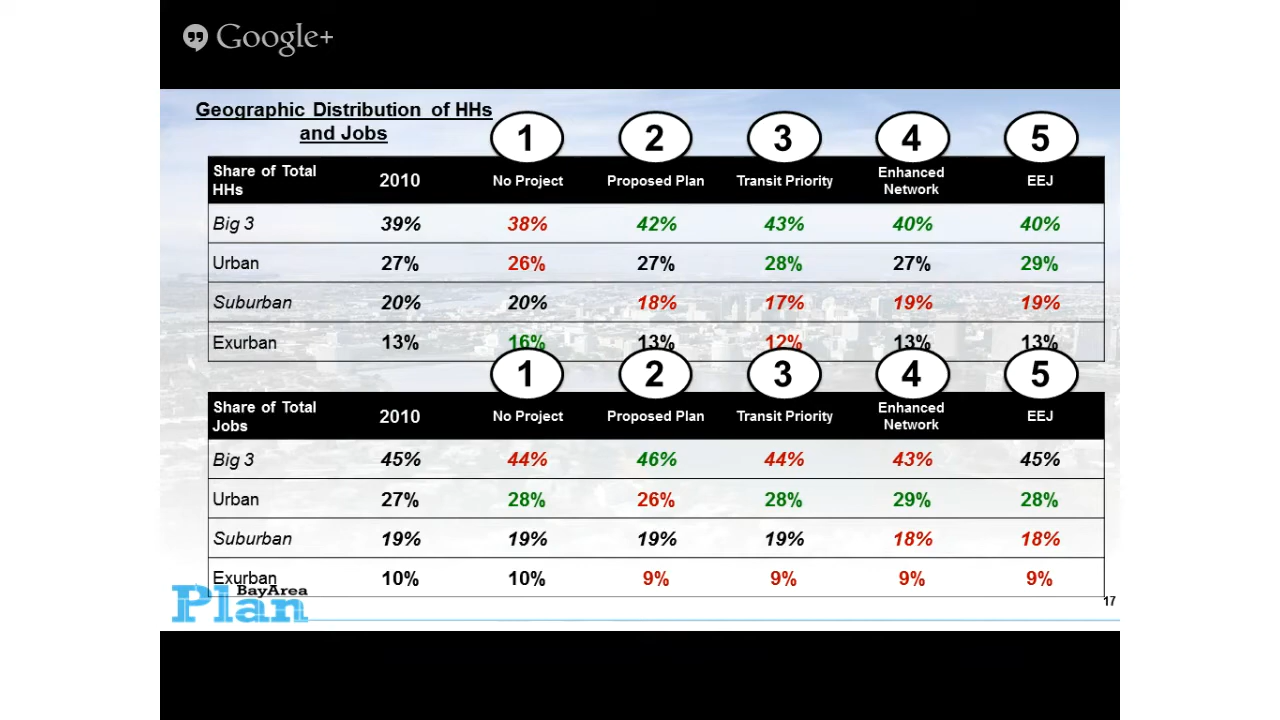 Google+
Geographic Distribution of HHs
and Jobs
1 2 3 4 5
Share of Total
HHs
2010 No Project Proposed Plan Transit Priority Enhanced
Network EEJ
Big 3 39% 38% 42% 43% 40% 40%
Urban 27% 26% 27% 28% 27% 29%
Suburban 20% 20% 18% 17% 19% 19%
Exurban 13% 16% 13% 12% 13% 13%
1 2 3 4 5
Share of Total
Jobs
2010 No Project Proposed Plan Transit Priority Enhanced
Network EEJ
Big 3 45% 44% 46% 44% 43% 45%
Urban 27% 28% 26% 28% 29% 28%
Suburban 19% 19% 19% 19% 18% 18%
Exurban 10% 10% 9% 9% 9% 9%
BayArea
Plan
17